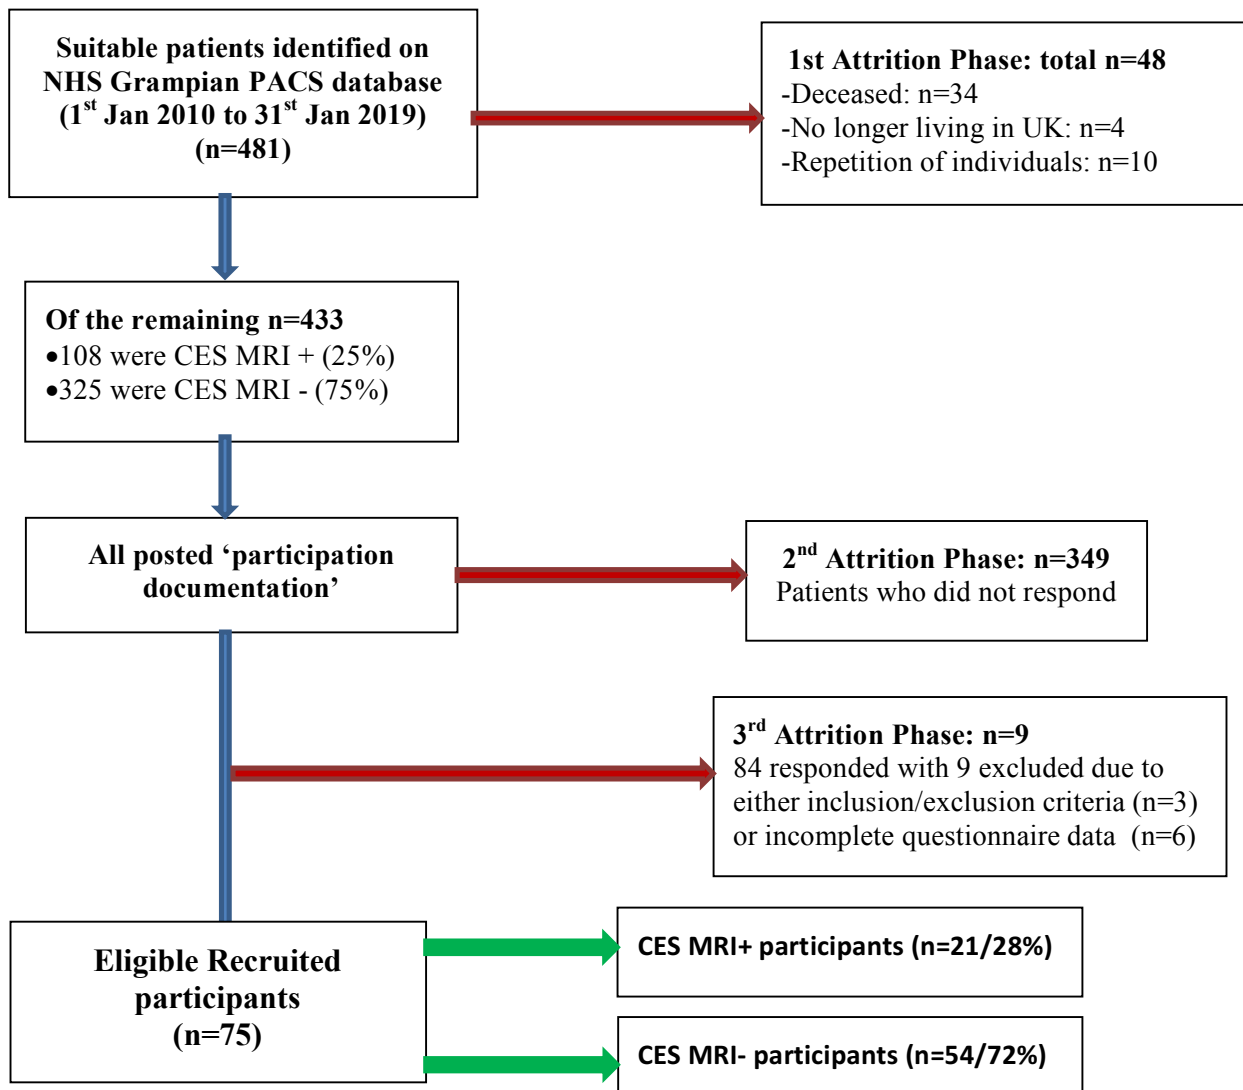 Suitable patients identified on
NHS Grampian PACS database
(1st Jan 2010 to 31st Jan 2019)
(n=481)
1st Attrition Phase: total n=48
-Deceased: n=34
-No longer living in UK: n=4
-Repetition of individuals: n=10
Of the remaining n=433
•108 were CES MRI + (25%)
•325 were CES MRI - (75%)
All posted ‘participation
documentation’
2nd Attrition Phase: n=349
Patients who did not respond
3rd Attrition Phase: n=9
84 responded with 9 excluded due to
either inclusion/exclusion criteria (n=3)
or incomplete questionnaire data (n=6)
Eligible Recruited
participants
(n=75)
CES MRI+ participants (n=21/28%)
CES MRI- participants (n=54/72%)